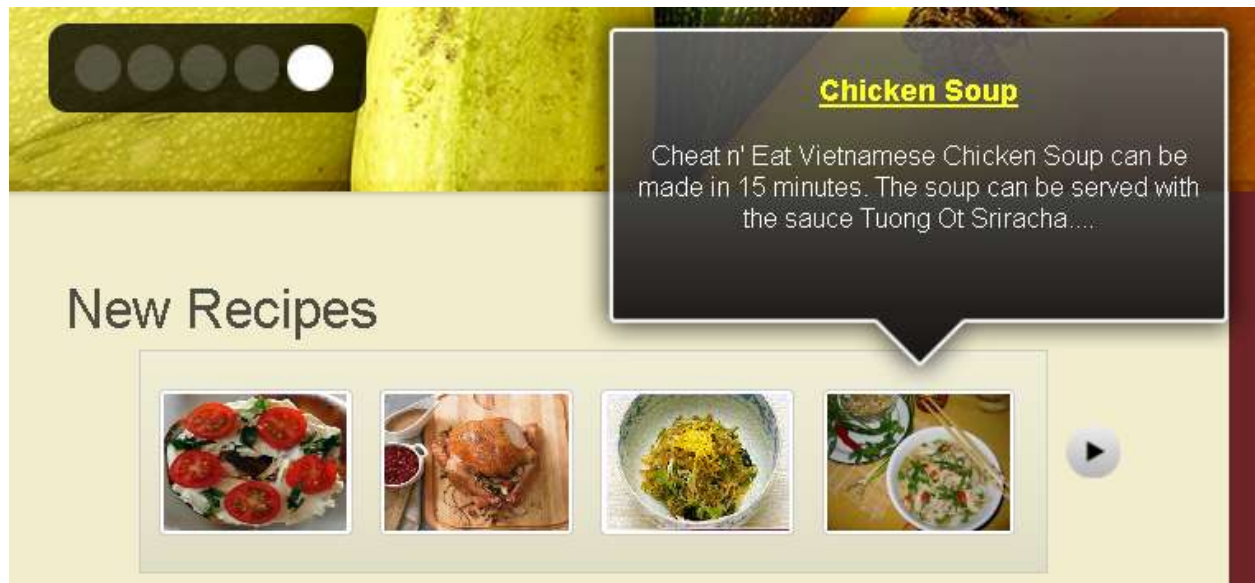 Chicken Soup
Cheat n' Eat Vietnamese Chicken Soup can be
made in 15 minutes. The soup can be served with
the sauce Tuong Ot Sriracha....
New Recipes